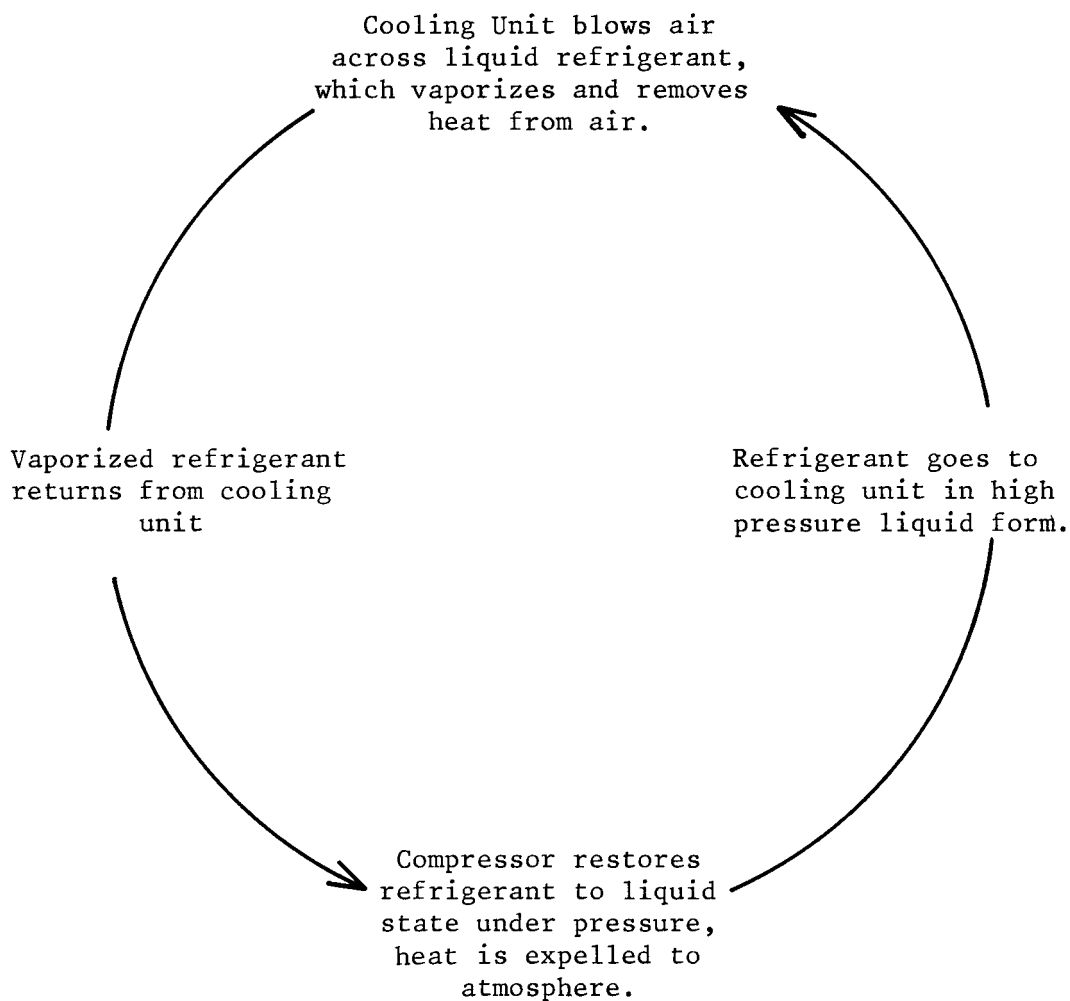 Cooling Unit blows air
across liquid refrigerant,
which vaporizes and removes
heat from air.
Vaporized refrigerant
returns from cooling
unit
Refrigerant goes to
cooling unit in high
pressure liquid form.
Compressor restores
refrigerant to liquid
state under pressure,
heat is expelled to
atmosphere.